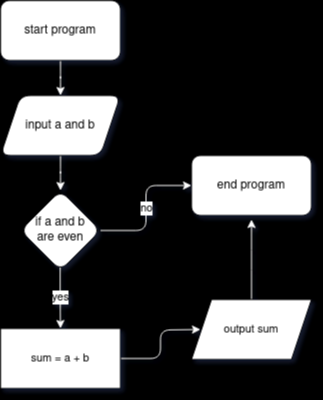 start program
input a and b
if a and b
are even
no
end program
yes
sum = a + b
output sum